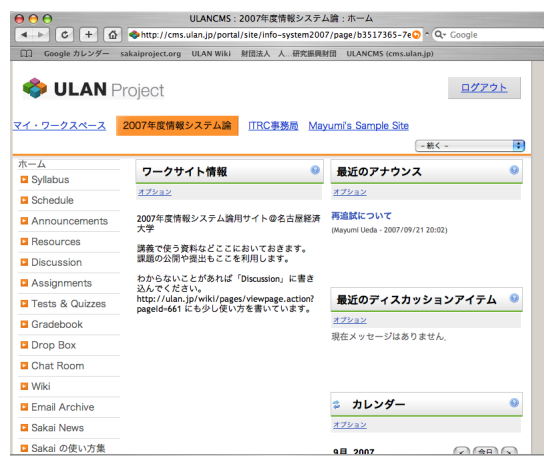 ULANCMS : 2007年度情報システム論 : ホーム
http://cms.ulan.jp/portal/site/info-system2007/page/b3517365-7e
Google
Google カレンダー sakaiproject.org ULAN Wiki 財団法人 人...研究振興財団 ULANCMS (cms.ulan.jp)
ULAN Project
ログアウト
マイ・ワークスペース 2007年度情報システム論 ITRC事務局 Mayumi's Sample Site
- 続く -
ホーム
Syllabus
Schedule
Announcements
Resources
Discussion
Assignments
Tests & Quizzes
Gradebook
Drop Box
Chat Room
Wiki
Email Archive
Sakai News
Sakai の使い方集
ワークサイト情報
オプション
2007年度情報システム論用サイト@名古屋経済
大学
講義で使う資料などここにおいておきます。
課題の公開や提出もここを利用します。
わからないことがあれば「Discussion」に書き
込んでください。
http://ulan.jp/wiki/pages/viewpage.action?
pageId=661 にも少し使い方を書いています。
最近のアナウンス
オプション
再追試について
(Mayumi Ueda - 2007/09/21 20:02)
最近のディスカッションアイテム
オプション
現在メッセージはありません.
カレンダー
オプション
9月, 2007
< 今日 >